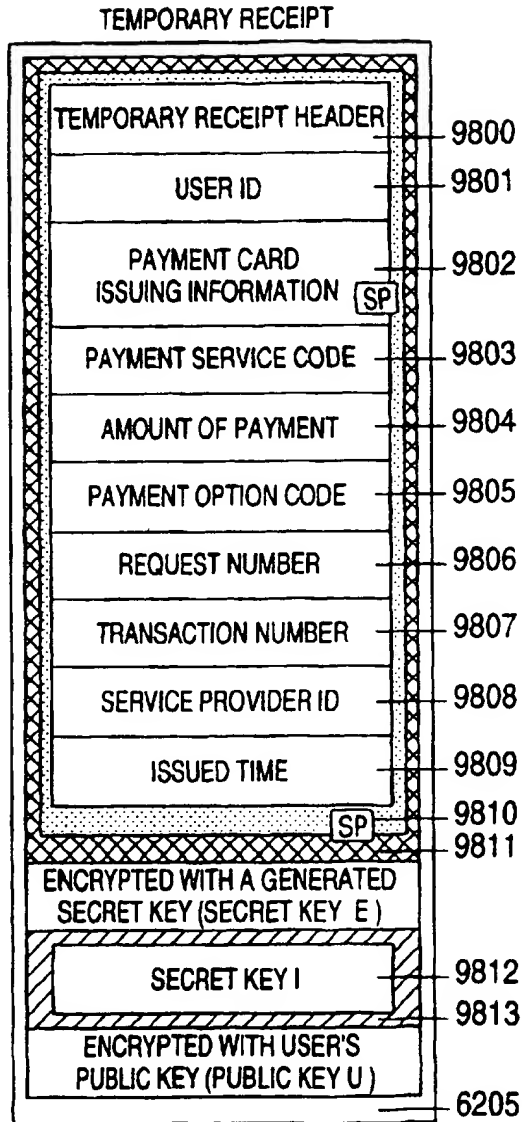 TEMPORARY RECEIPT
TEMPORARY RECEIPT HEADER
9800
USER ID
9801
PAYMENT CARD
ISSUING INFORMATION
SP
9802
PAYMENT SERVICE CODE
9803
AMOUNT OF PAYMENT
9804
PAYMENT OPTION CODE
9805
REQUEST NUMBER
9806
TRANSACTION NUMBER
9807
SERVICE PROVIDER ID
9808
ISSUED TIME
9809
SP
9810
9811
ENCRYPTED WITH A GENERATED
SECRET KEY (SECRET KEY E)
SECRET KEY I
9812
9813
ENCRYPTED WITH USER'S
PUBLIC KEY (PUBLIC KEY U)
6205